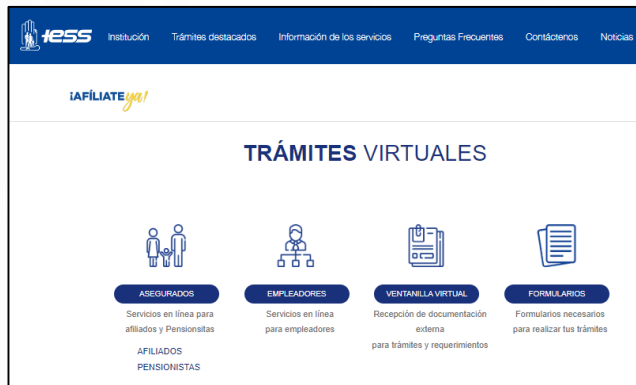 IESS Institución Trámites destacados Información de los servicios Preguntas Frecuentes Contáctenos Noticias
¡AFÍLIATE ya!
TRÁMITES VIRTUALES
ASEGURADOS
Servicios en línea para
afiliados y Pensionsitas
AFILIADOS
PENSIONISTAS
EMPLEADORES
Servicios en línea
para empleadores
VENTANILLA VIRTUAL
Recepción de documentación
externa
para trámites y requerimientos
FORMULARIOS
Formularios necesarios
para realizar tus trámites